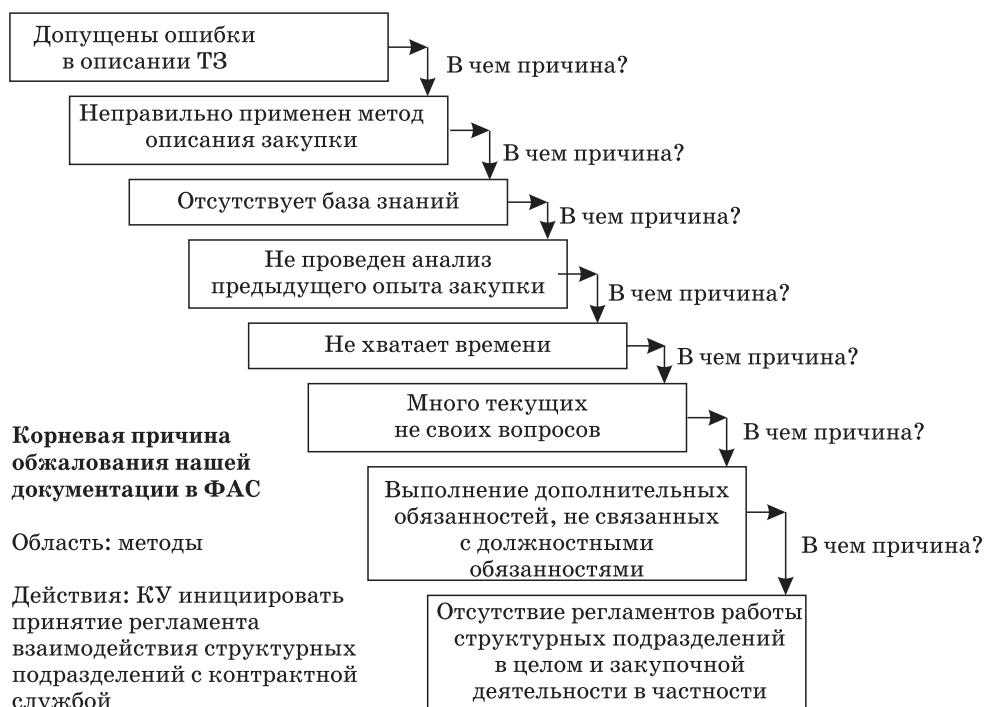 Допущены ошибки
в описании ТЗ
В чем причина?
Неправильно применен метод
описания закупки
В чем причина?
Отсутствует база знаний
В чем причина?
Не проведен анализ
предыдущего опыта закупки
В чем причина?
Не хватает времени
В чем причина?
Много текущих
не своих вопросов
В чем причина?
Выполнение дополнительных
обязанностей, не связанных
с должностными
обязанностями
В чем причина?
Отсутствие регламентов работы
структурных подразделений
в целом и закупочной
деятельности в частности
Корневая причина
обжалования нашей
документации в ФАС
Область: методы
Действия: КУ инициировать
принятие регламента
взаимодействия структурных
подразделений с контрактной
службой